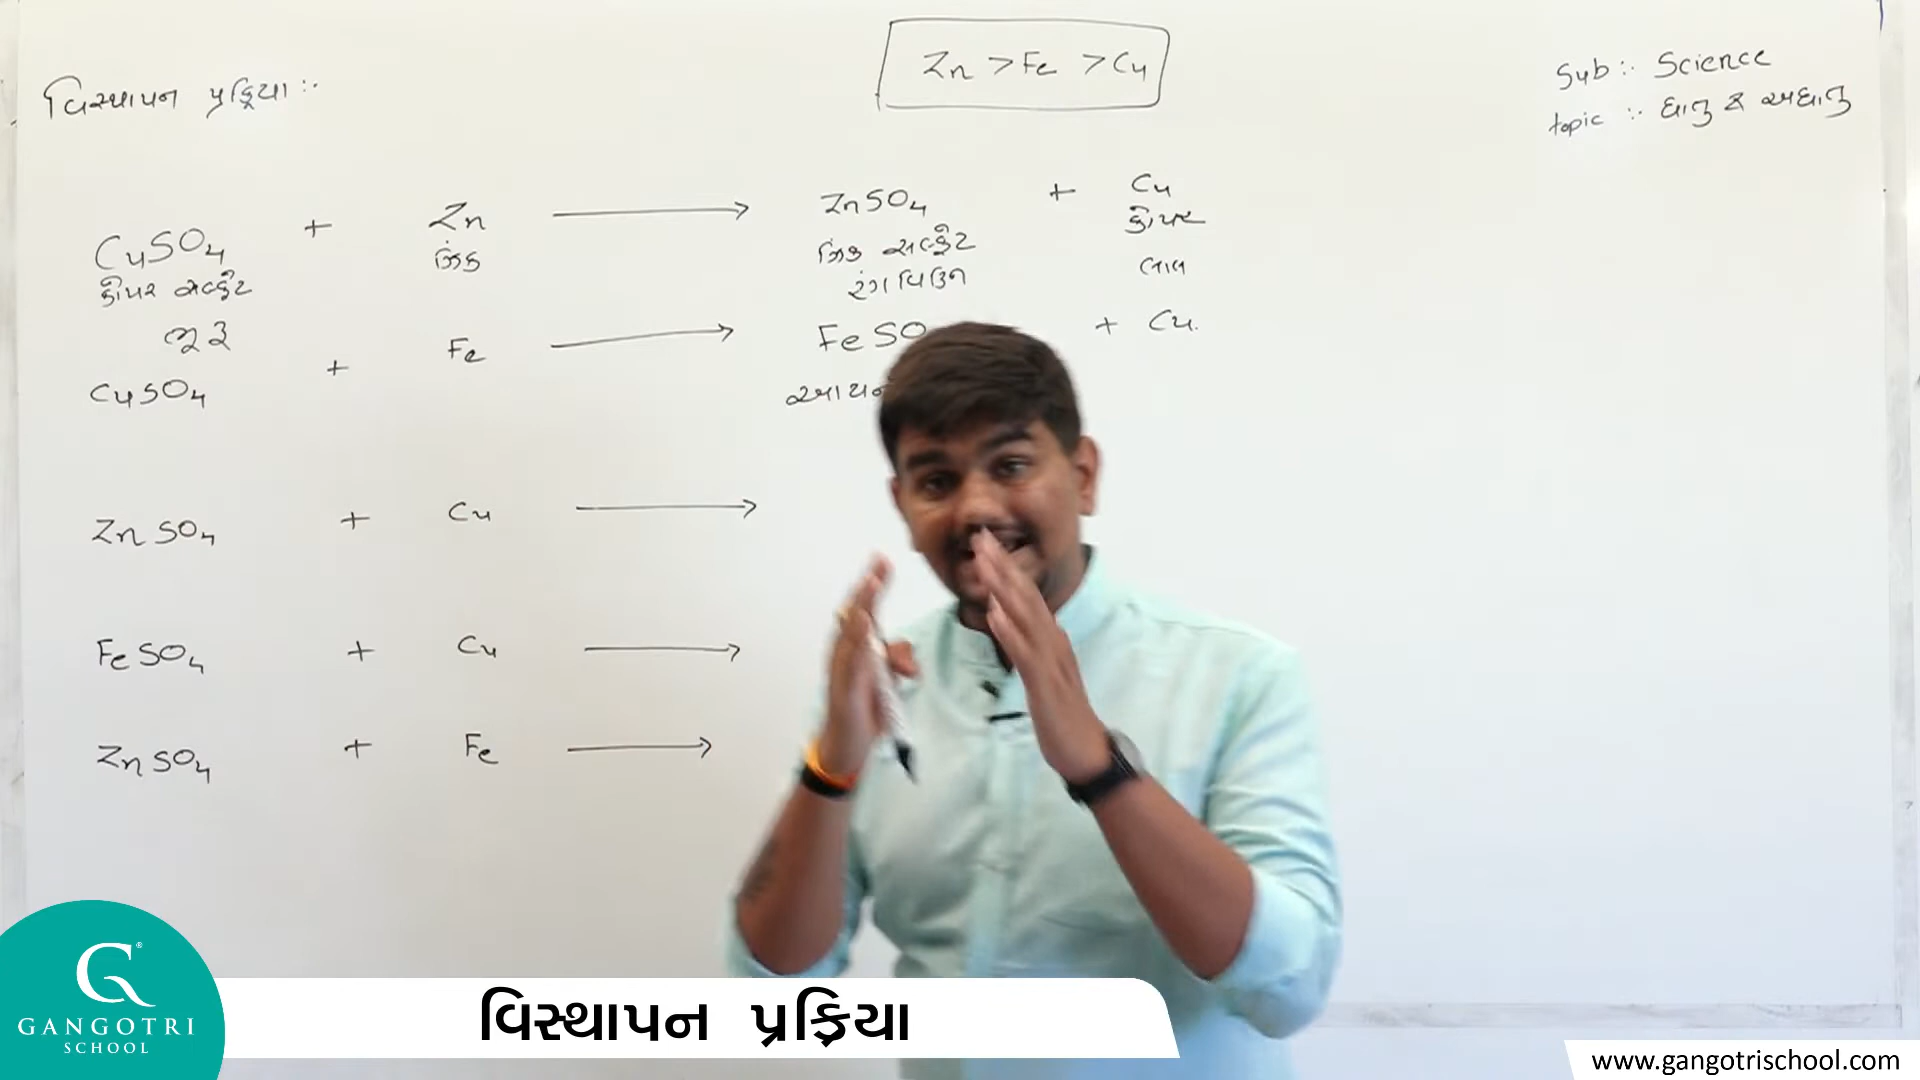 Zn > Fe > Cu
Sub :- Science
topic :- ધાતુ & અધાતુ
વિસ્થાપન પ્રક્રિયા :-
CuSO4 + Zn ⟶ ZnSO4 + Cu
કોપર સલ્ફેટ ઝિંક ઝિંક સલ્ફેટ કોપર
ભૂરૂ રંગવિહિન લાલ
CuSO4 + Fe ⟶ FeSO + Cu.
ZnSO4 + Cu ⟶
FeSO4 + Cu ⟶
ZnSO4 + Fe ⟶
GANGOTRI
SCHOOL
વિસ્થાપન પ્રક્રિયા
www.gangotrischool.com